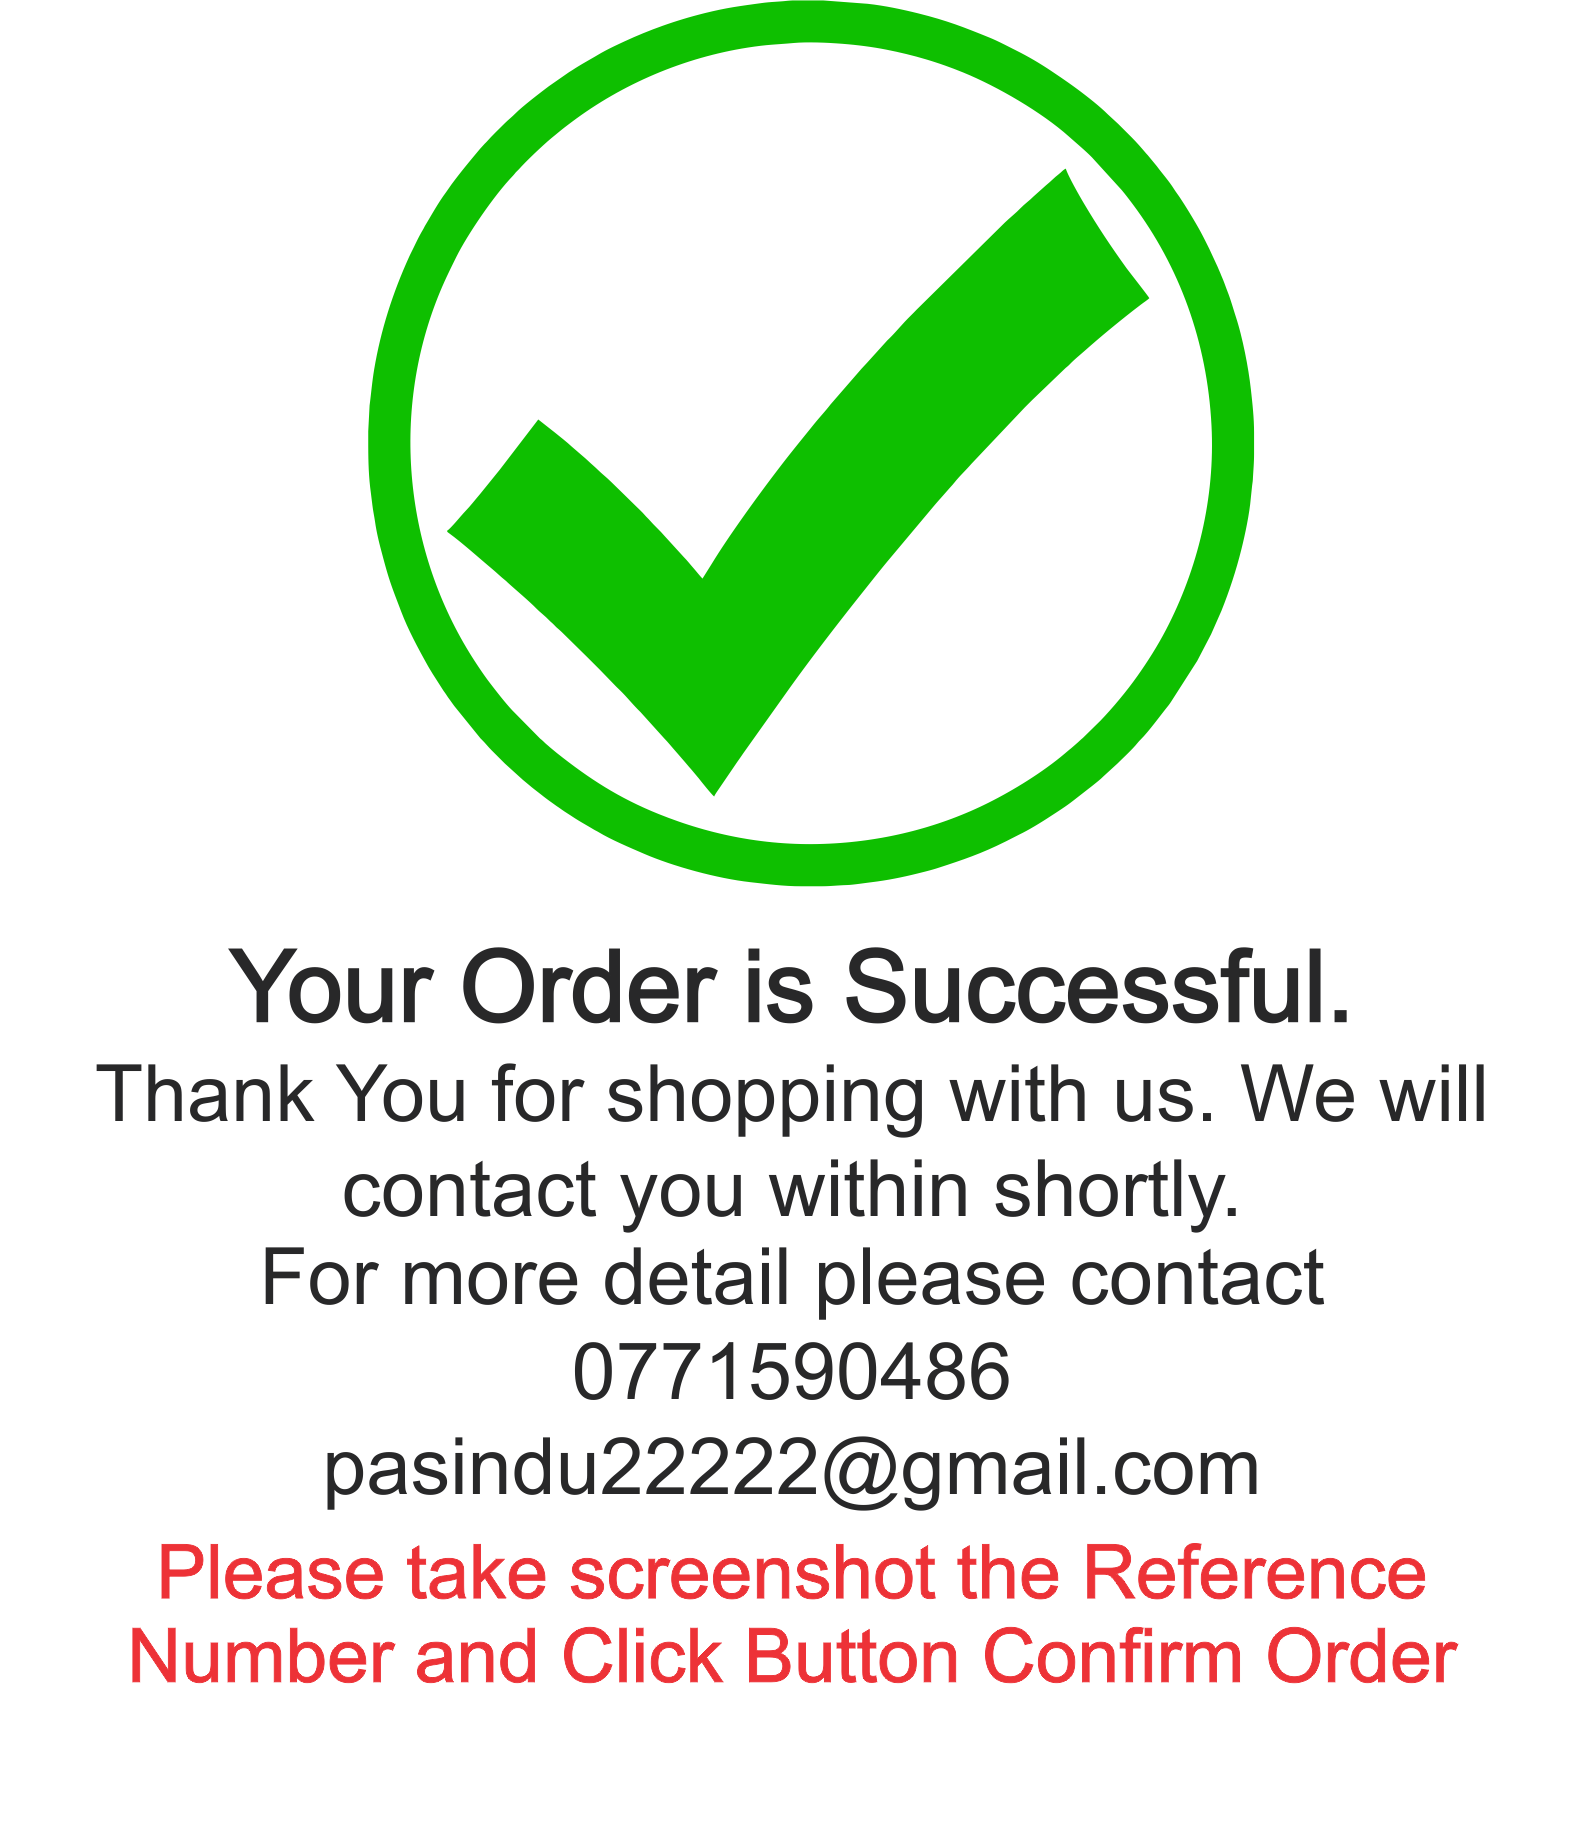 Your Order is Successful.
Thank You for shopping with us. We will
contact you within shortly.
For more detail please contact
0771590486
pasindu22222@gmail.com
Please take screenshot the Reference
Number and Click Button Confirm Order